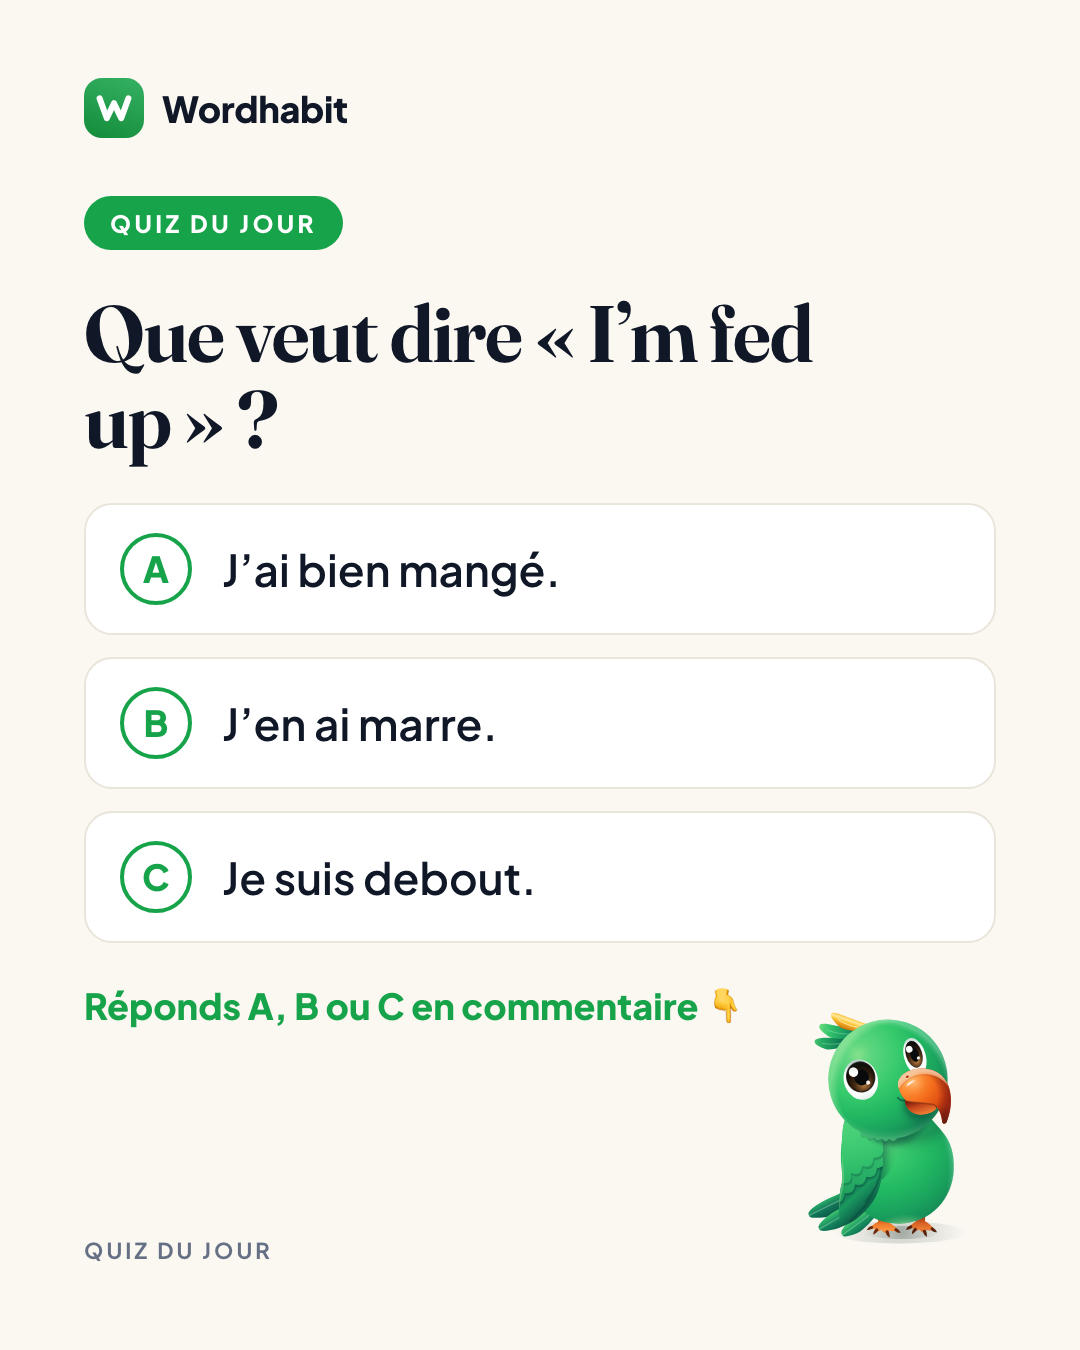 W Wordhabit
QUIZ DU JOUR
Que veut dire « I’m fed
up » ?
A J’ai bien mangé.
B J’en ai marre.
C Je suis debout.
Réponds A, B ou C en commentaire 👇
QUIZ DU JOUR